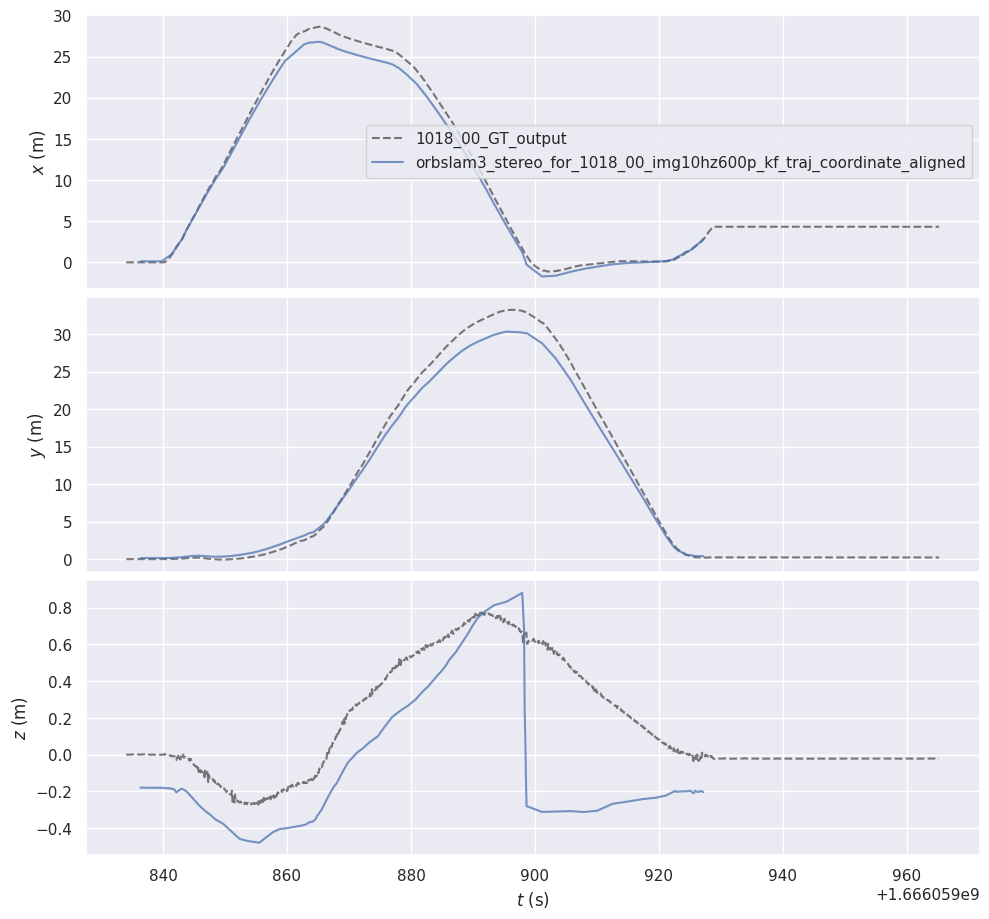 30
25
20
15
10
5
0
x (m)
1018_00_GT_output
orbslam3_stereo_for_1018_00_img10hz600p_kf_traj_coordinate_aligned
30
25
20
15
10
5
0
y (m)
0.8
0.6
0.4
0.2
0.0
−0.2
−0.4
z (m)
840 860 880 900 920 940 960
t (s)
+1.666059e9